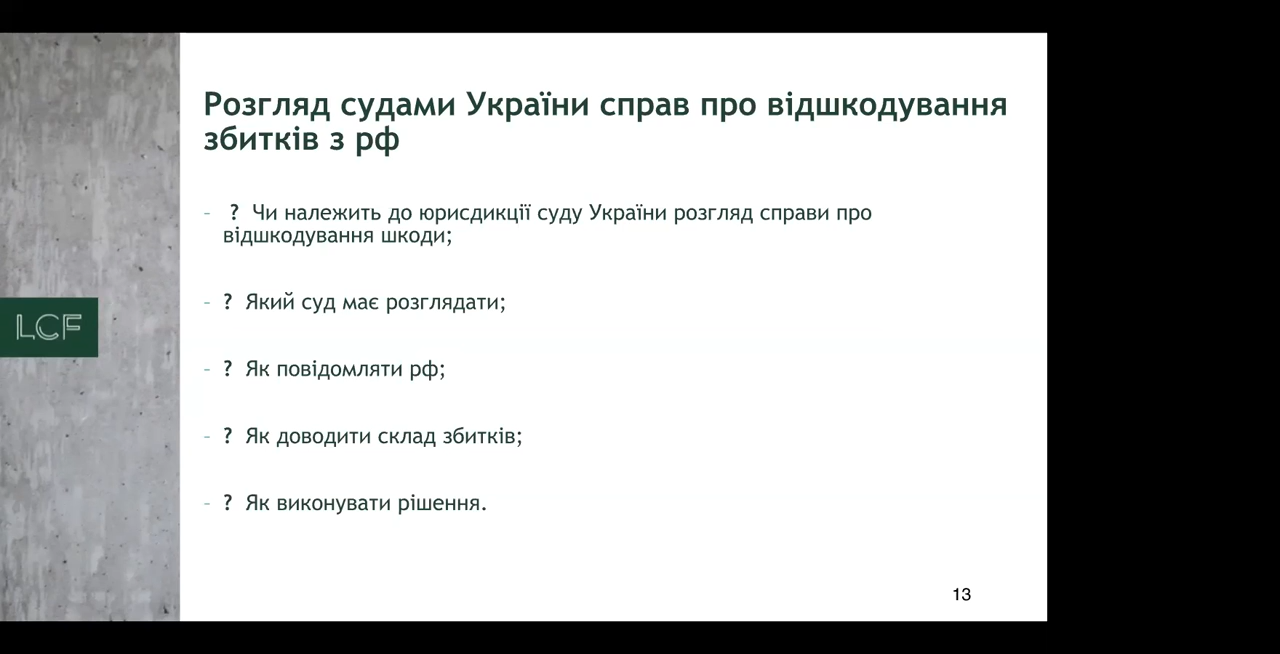 Розгляд судами України справ про відшкодування
збитків з рф
- ? Чи належить до юрисдикції суду України розгляд справи про
відшкодування шкоди;
- ? Який суд має розглядати;
LCF
- ? Як повідомляти рф;
- ? Як доводити склад збитків;
- ? Як виконувати рішення.
13